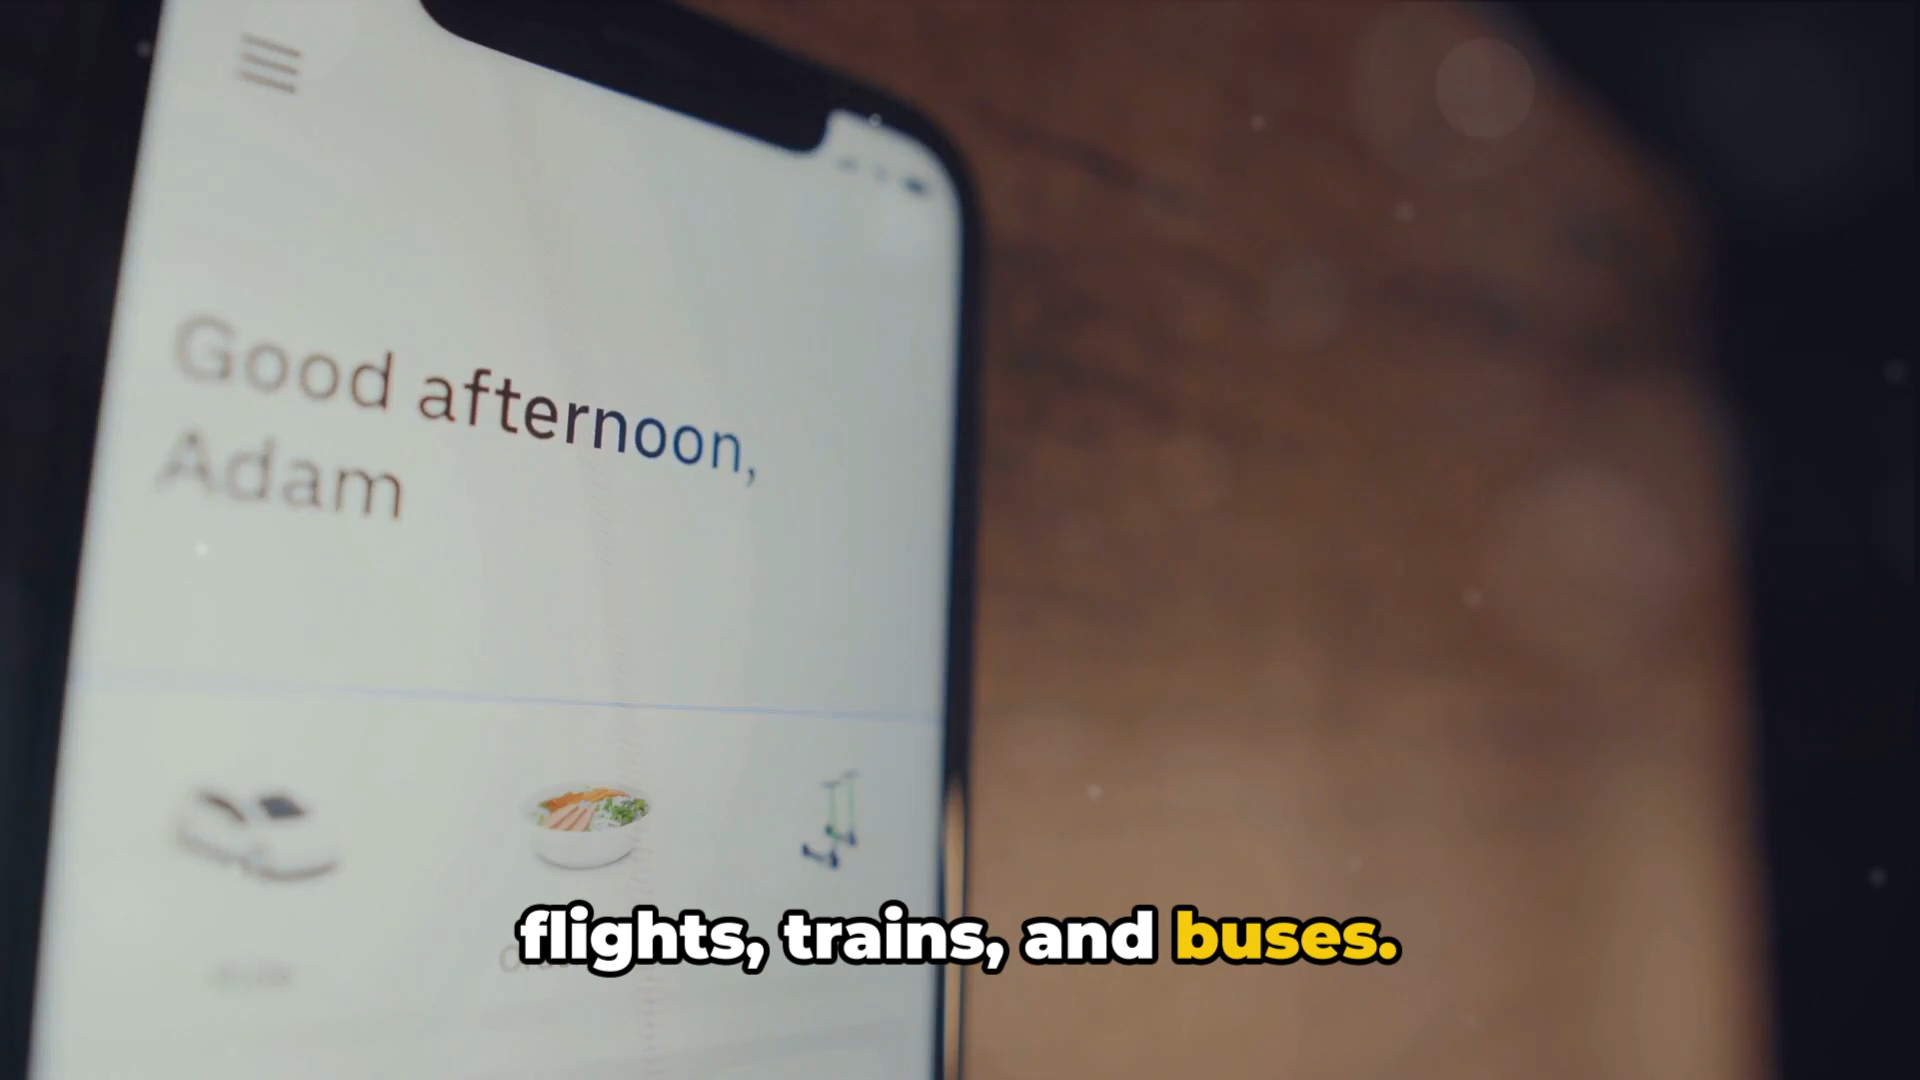 Good afternoon,
Adam
flights, trains, and buses.